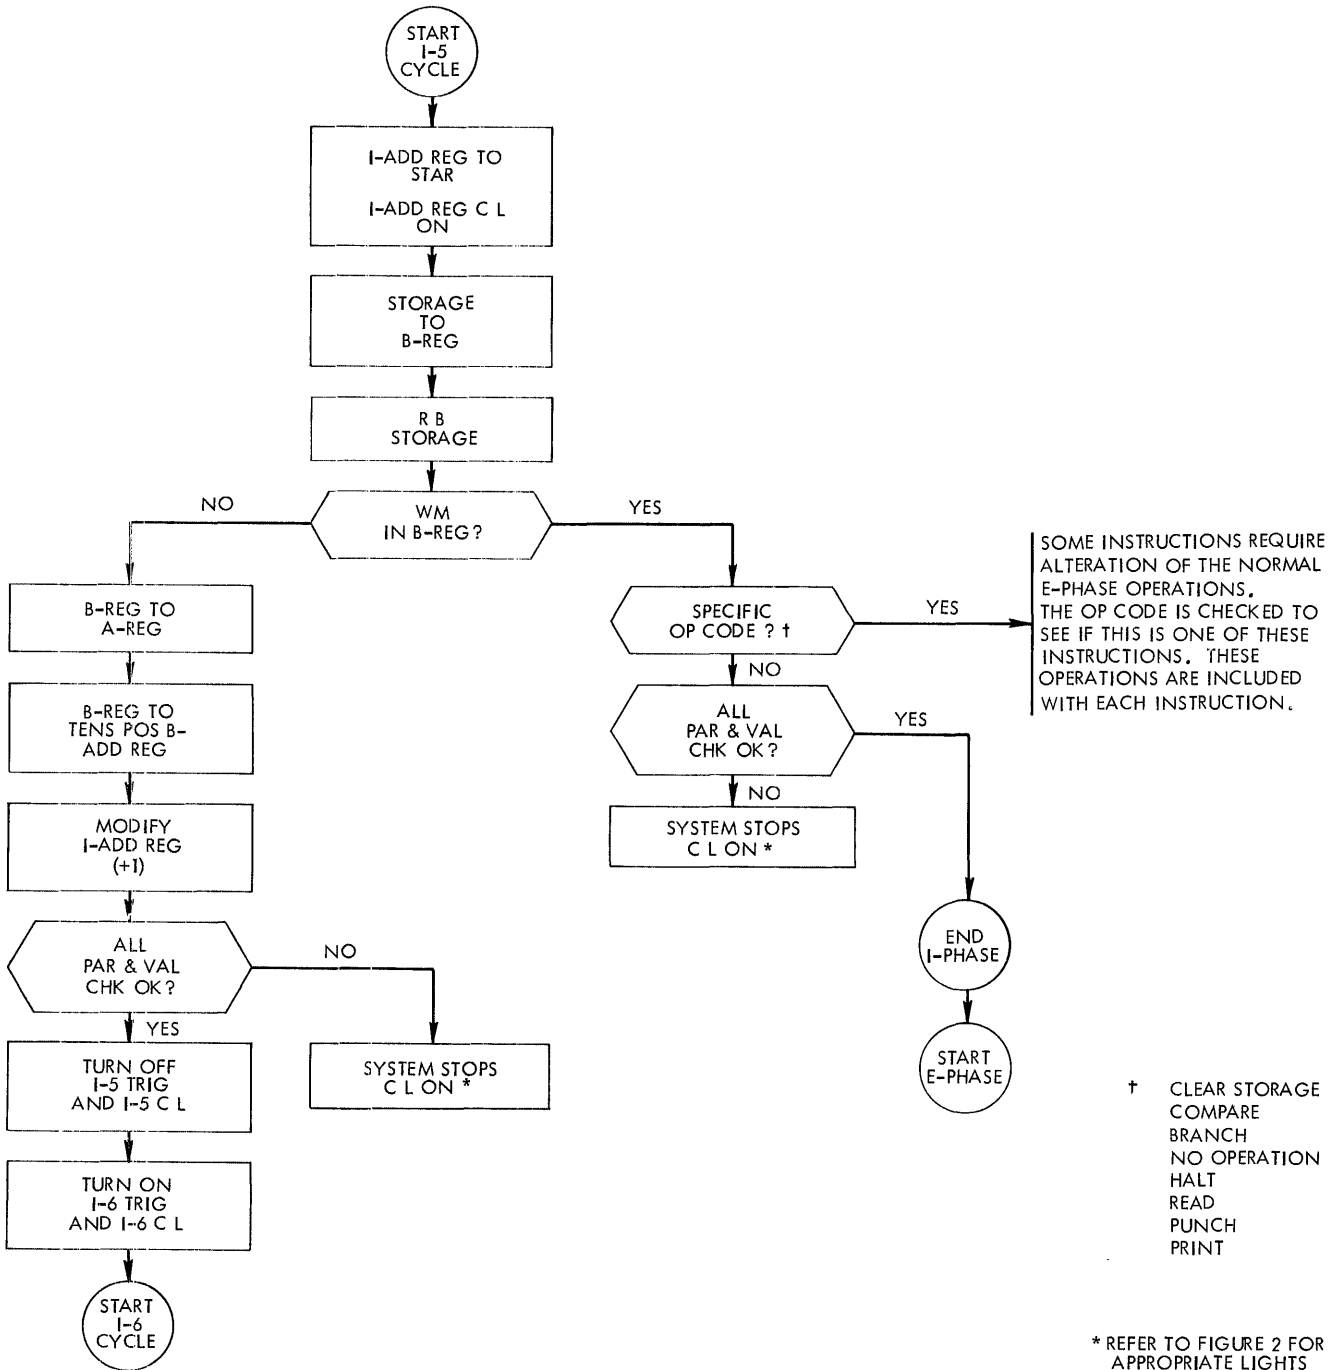 START
I-5
CYCLE
I-ADD REG TO
STAR
I-ADD REG C L
ON
STORAGE
TO
B-REG
R B
STORAGE
WM
IN B-REG?
NO
YES
B-REG TO
A-REG
B-REG TO
TENS POS B-
ADD REG
MODIFY
I-ADD REG
(+1)
ALL
PAR & VAL
CHK OK?
NO
YES
SYSTEM STOPS
C L ON *
TURN OFF
I-5 TRIG
AND I-5 C L
TURN ON
I-6 TRIG
AND I-6 C L
START
I-6
CYCLE
SPECIFIC
OP CODE ? †
YES
SOME INSTRUCTIONS REQUIRE
ALTERATION OF THE NORMAL
E-PHASE OPERATIONS.
THE OP CODE IS CHECKED TO
SEE IF THIS IS ONE OF THESE
INSTRUCTIONS. THESE
OPERATIONS ARE INCLUDED
WITH EACH INSTRUCTION.
NO
ALL
PAR & VAL
CHK OK?
YES
NO
SYSTEM STOPS
C L ON *
END
I-PHASE
START
E-PHASE
† CLEAR STORAGE
COMPARE
BRANCH
NO OPERATION
HALT
READ
PUNCH
PRINT
* REFER TO FIGURE 2 FOR
APPROPRIATE LIGHTS